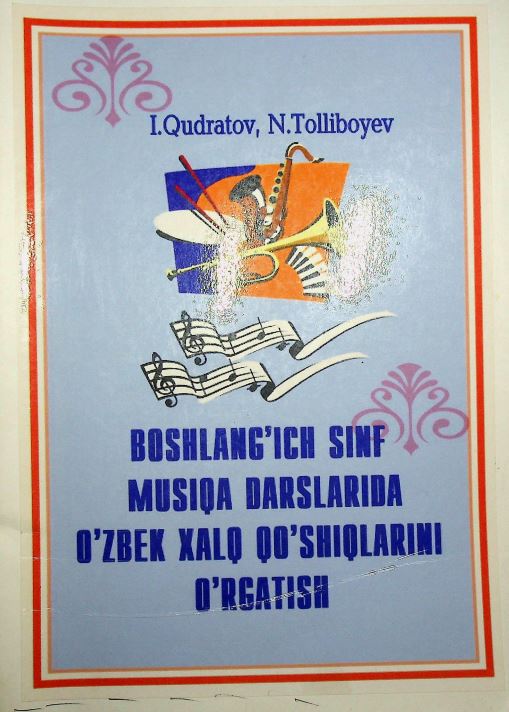 I.Qudratov, N.Tolliboyev
BOSHLANG'ICH SINF
MUSIQA DARSLARIDA
O'ZBEK XALQ QO'SHIQLARINI
O'RGATISH